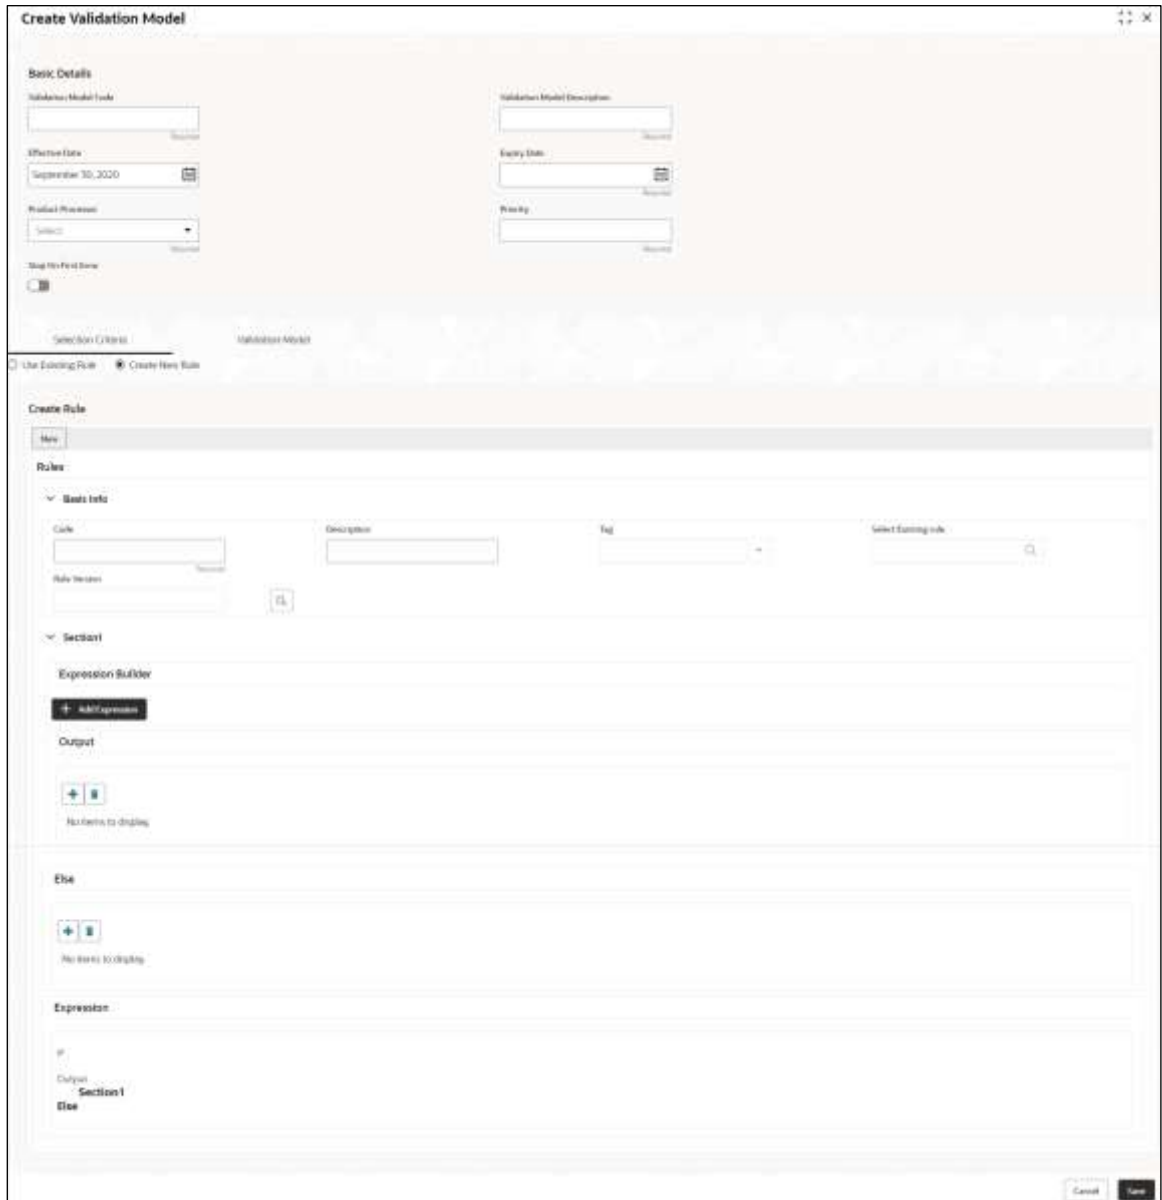 Create Validation Model
Basic Details
Validation Model Code
Validation Model Description
Required
Required
Effective Date
Expiry Date
September 30, 2020
Required
Product Processor
Priority
Select
Required
Required
Stop On First Error
Selection Criteria
Validation Model
Use Existing Rule
Create New Rule
Create Rule
New
Rules
Basic Info
Code
Description
Tag
Select Existing rule
Required
Rule Version
Section1
Expression Builder
Add Expression
Output
No items to display
Else
No items to display
Expression
IF
Output
Section1
Else
Cancel
Save